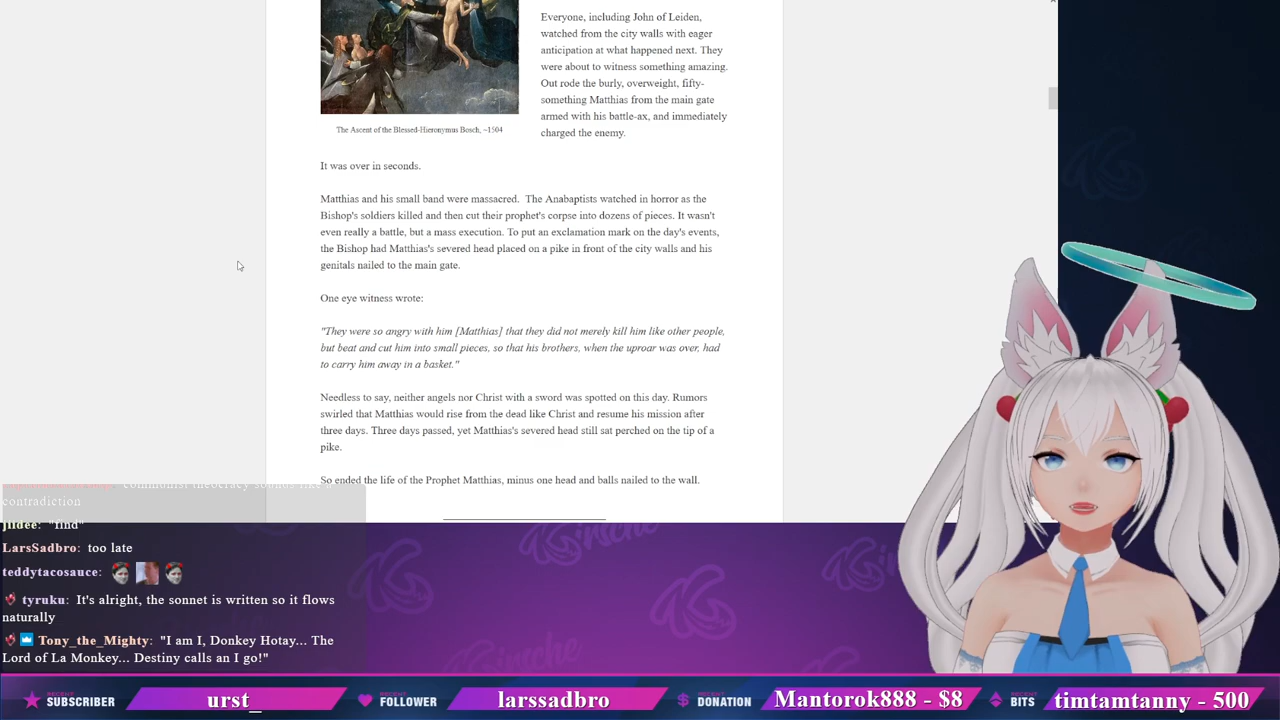 Everyone, including John of Leiden,
watched from the city walls with eager
anticipation at what happened next. They
were about to witness something amazing.
Out rode the burly, overweight, fifty-
something Matthias from the main gate
armed with his battle-ax, and immediately
charged the enemy.
The Ascent of the Blessed-Hieronymus Bosch, ~1504
It was over in seconds.
Matthias and his small band were massacred.  The Anabaptists watched in horror as the
Bishop's soldiers killed and then cut their prophet's corpse into dozens of pieces. It wasn't
even really a battle, but a mass execution. To put an exclamation mark on the day's events,
the Bishop had Matthias's severed head placed on a pike in front of the city walls and his
genitals nailed to the main gate.
One eye witness wrote:
"They were so angry with him [Matthias] that they did not merely kill him like other people,
but beat and cut him into small pieces, so that his brothers, when the uproar was over, had
to carry him away in a basket."
Needless to say, neither angels nor Christ with a sword was spotted on this day. Rumors
swirled that Matthias would rise from the dead like Christ and resume his mission after
three days. Three days passed, yet Matthias's severed head still sat perched on the tip of a
pike.
So ended the life of the Prophet Matthias, minus one head and balls nailed to the wall.
communist theocracy sounds like a
contradiction
jildee: "find"
LarsSadbro: too late
teddytacosauce:
tyruku: It's alright, the sonnet is written so it flows
naturally
Tony_the_Mighty: "I am I, Donkey Hotay... The
Lord of La Monkey... Destiny calls an I go!"
RECENT SUBSCRIBER urst_ RECENT FOLLOWER larssadbro RECENT DONATION Mantorok888 - $8 RECENT BITS timtamtanny - 500